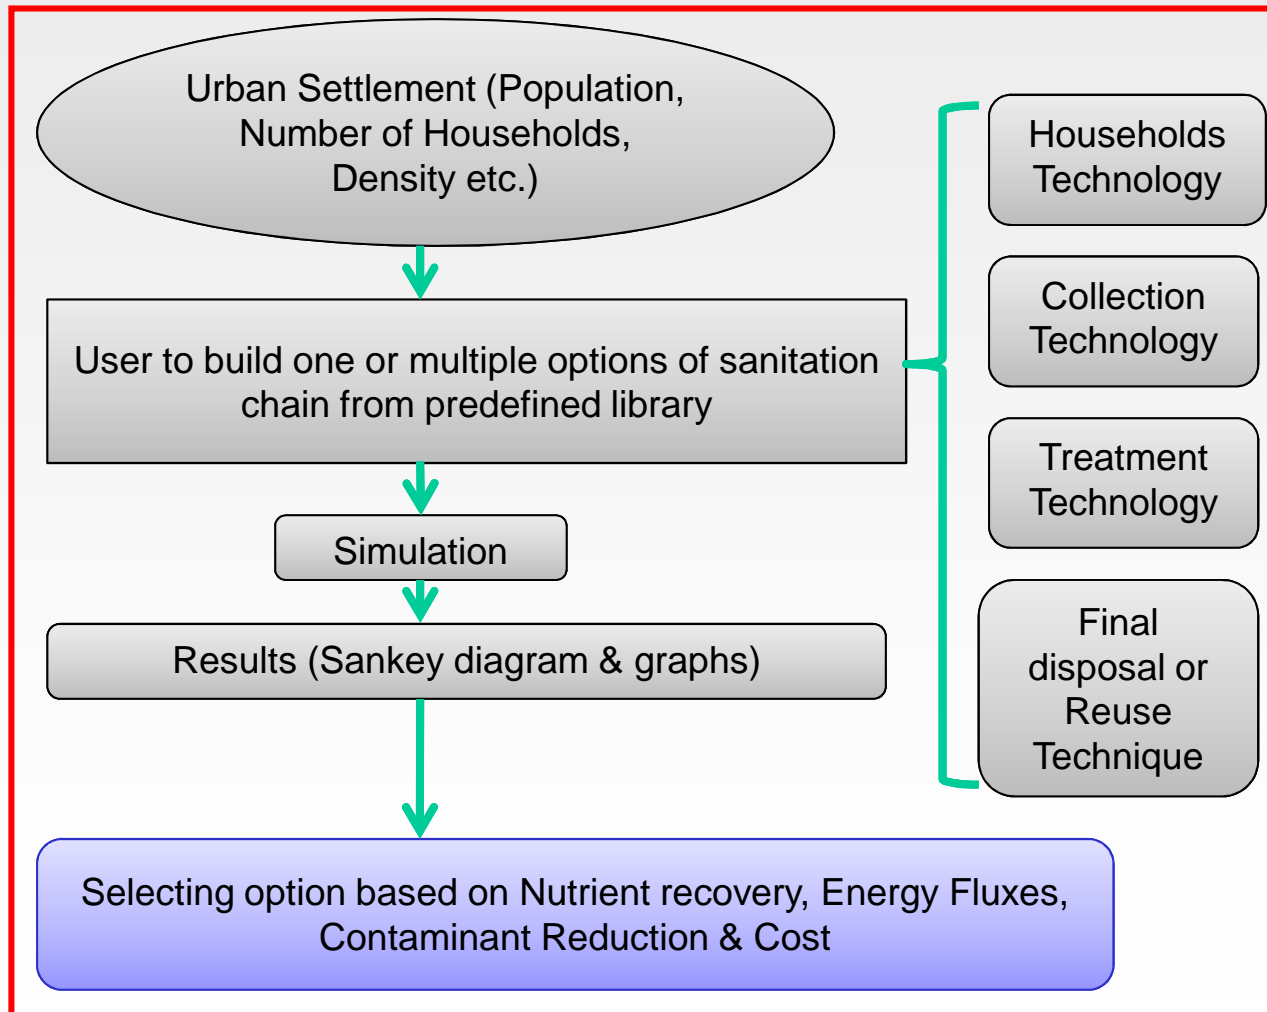 Urban Settlement (Population,
Number of Households,
Density etc.)
User to build one or multiple options of sanitation
chain from predefined library
Simulation
Results (Sankey diagram & graphs)
Selecting option based on Nutrient recovery, Energy Fluxes,
Contaminant Reduction & Cost
Households
Technology
Collection
Technology
Treatment
Technology
Final
disposal or
Reuse
Technique